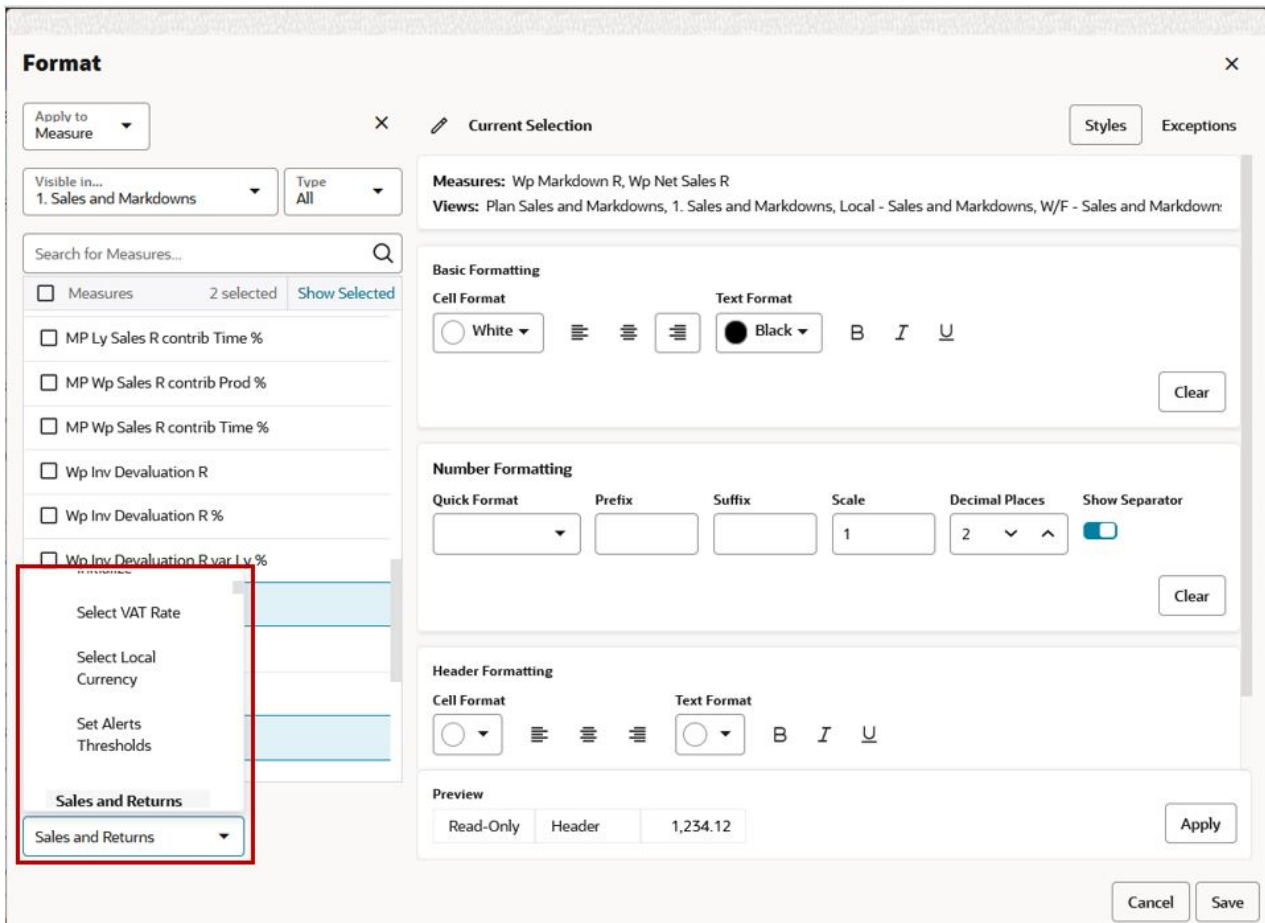 Format
Apply to
Measure
Visible in...
1. Sales and Markdowns
Type
All
Search for Measures...
Measures 2 selected Show Selected
MP Ly Sales R contrib Time %
MP Wp Sales R contrib Prod %
MP Wp Sales R contrib Time %
Wp Inv Devaluation R
Wp Inv Devaluation R %
Wp Inv Devaluation R var Ly %
Initialize
Select VAT Rate
Select Local
Currency
Set Alerts
Thresholds
Sales and Returns
Sales and Returns
Current Selection
Styles Exceptions
Measures: Wp Markdown R, Wp Net Sales R
Views: Plan Sales and Markdowns, 1. Sales and Markdowns, Local - Sales and Markdowns, W/F - Sales and Markdown
Basic Formatting
Cell Format Text Format
White Black B I U
Clear
Number Formatting
Quick Format Prefix Suffix Scale Decimal Places Show Separator
1 2
Clear
Header Formatting
Cell Format Text Format
B I U
Preview
Read-Only Header 1,234.12
Apply
Cancel Save